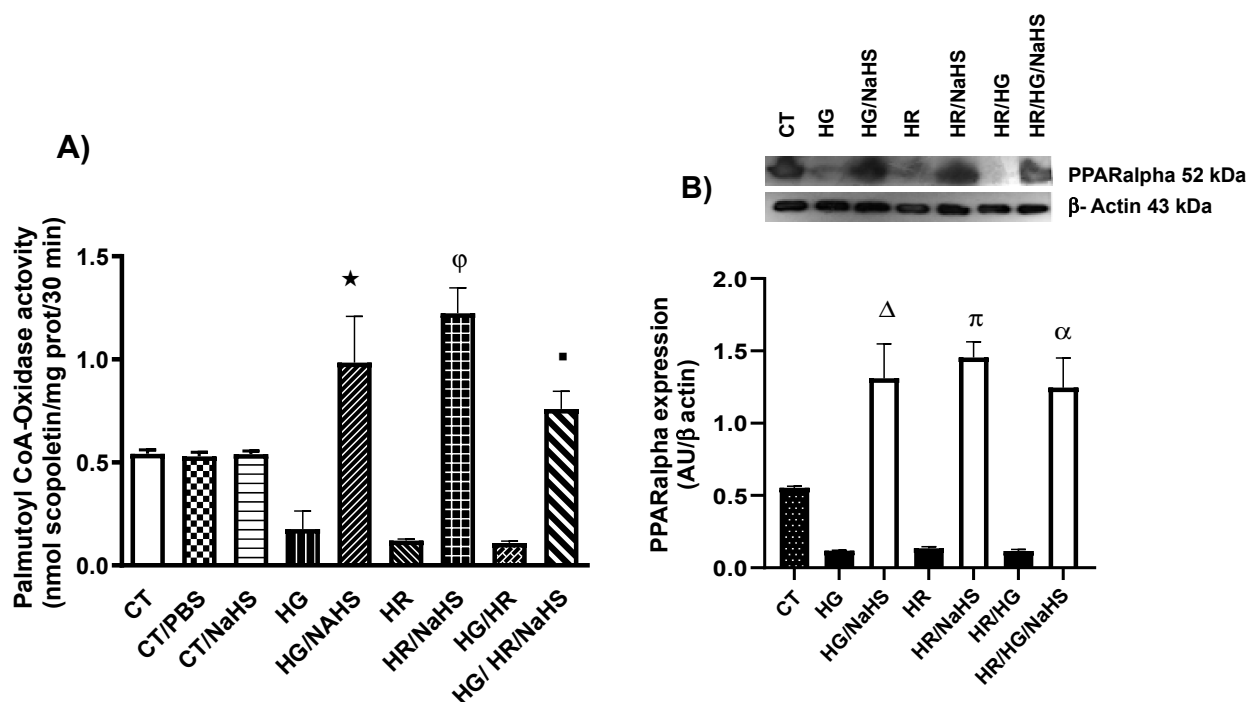 A)
Palmutoyl CoA-Oxidase actovity
(nmol scopoletin/mg prot/30 min)
1.5
1.0
0.5
0.0
★
φ
▪
CT
CT/PBS
CT/NaHS
HG
HG/NAHS
HR
HR/NaHS
HG/HR
HG/ HR/NaHS
B)
CT
HG
HG/NaHS
HR
HR/NaHS
HR/HG
HR/HG/NaHS
PPARalpha 52 kDa
β- Actin 43 kDa
PPARalpha expression
(AU/β actin)
2.0
1.5
1.0
0.5
0.0
Δ
π
α
CT
HG
HG/NaHS
HR
HR/NaHS
HR/HG
HR/HG/NaHS